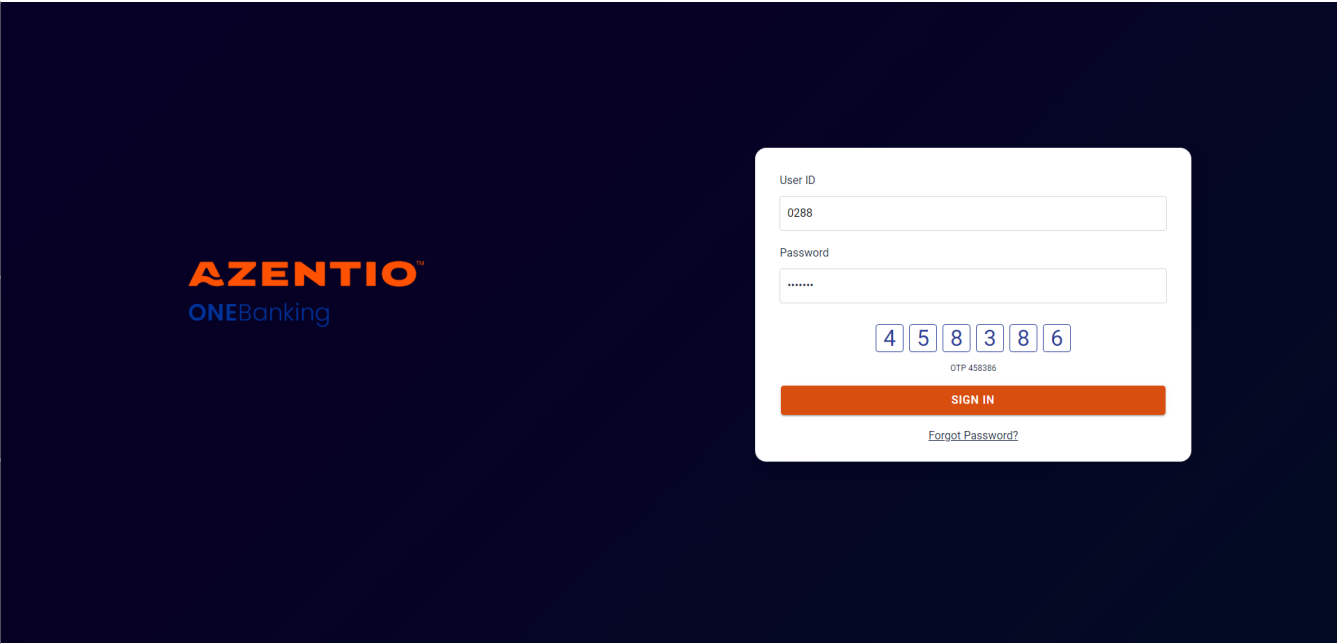 AZENTIO™
ONEBanking
User ID
0288
Password
•••••••
4 5 8 3 8 6
OTP 458386
SIGN IN
Forgot Password?